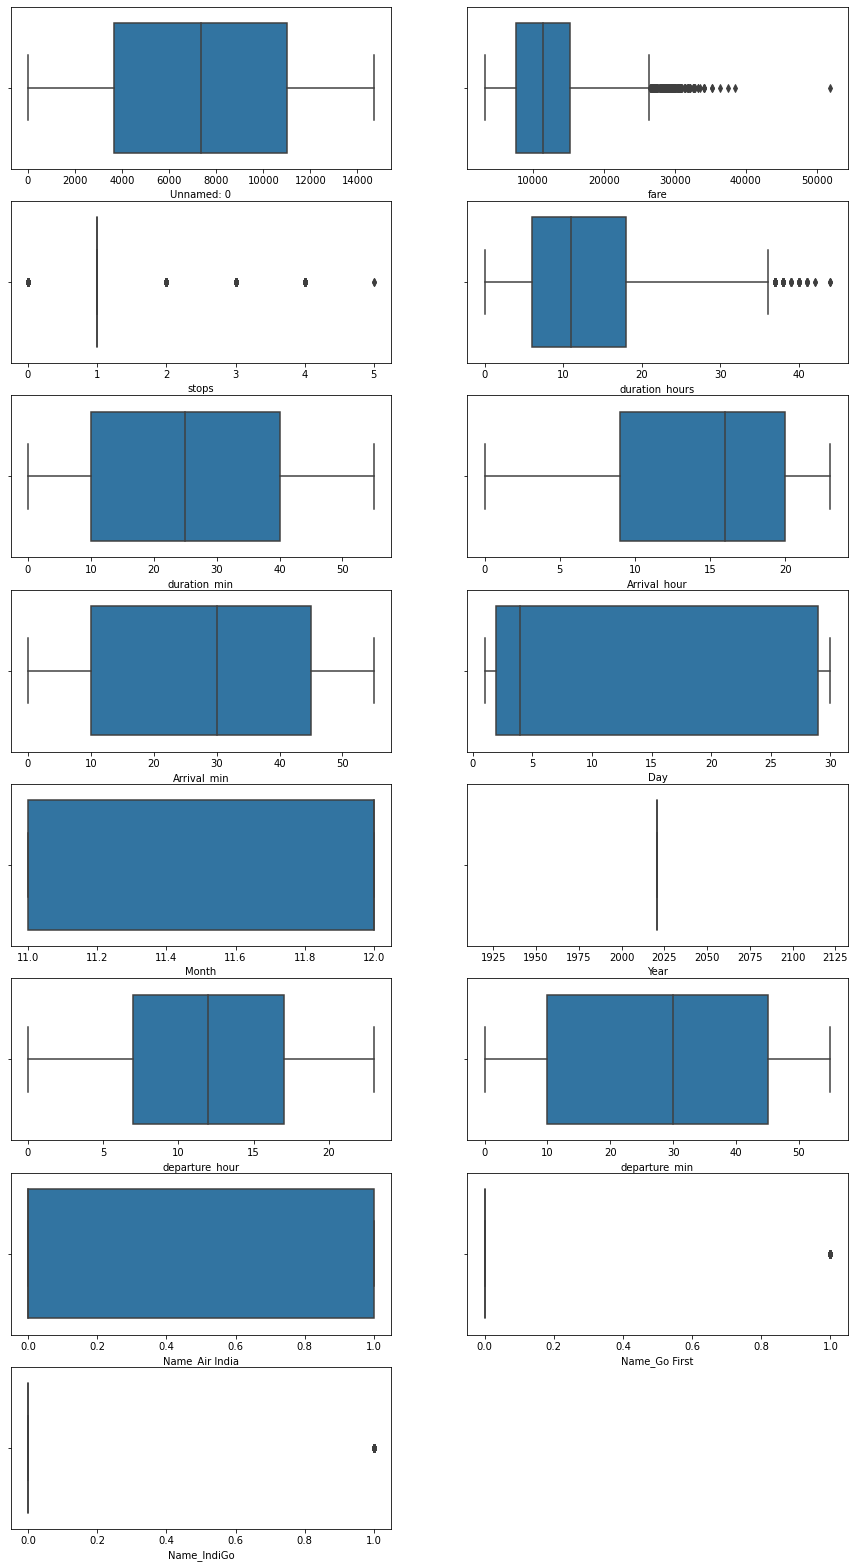 0 2000 4000 6000 8000 10000 12000 14000
Unnamed: 0
10000 20000 30000 40000 50000
fare
0 1 2 3 4 5
stops
0 10 20 30 40
duration_hours
0 10 20 30 40 50
duration_min
0 5 10 15 20
Arrival_hour
0 10 20 30 40 50
Arrival_min
0 5 10 15 20 25 30
Day
11.0 11.2 11.4 11.6 11.8 12.0
Month
1925 1950 1975 2000 2025 2050 2075 2100 2125
Year
0 5 10 15 20
departure_hour
0 10 20 30 40 50
departure_min
0.0 0.2 0.4 0.6 0.8 1.0
Name_Air India
0.0 0.2 0.4 0.6 0.8 1.0
Name_Go First
0.0 0.2 0.4 0.6 0.8 1.0
Name_IndiGo